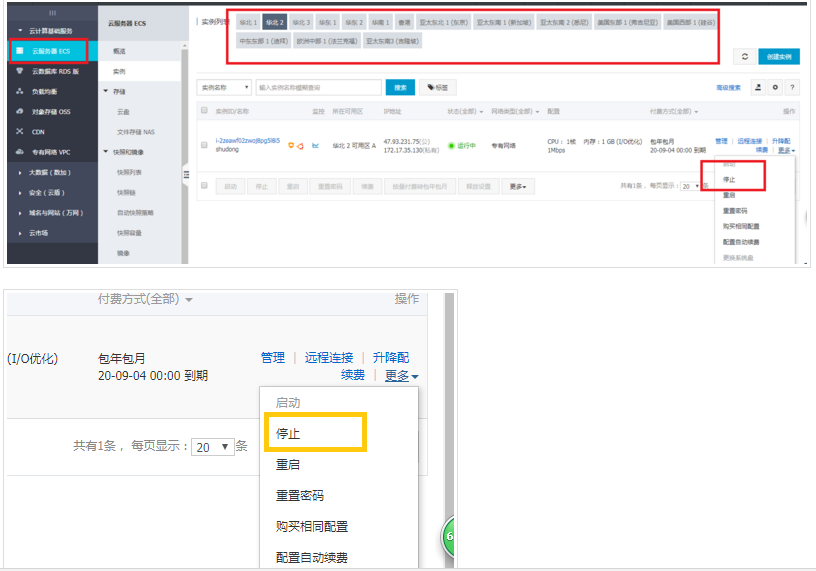 云计算基础服务
云服务器 ECS
云数据库 RDS 版
负载均衡
对象存储 OSS
CDN
专有网络 VPC
大数据（数加）
安全（云盾）
域名与网站（万网）
云市场
云服务器 ECS
概览
实例
存储
云盘
文件存储 NAS
快照和镜像
快照列表
快照链
自动快照策略
快照容量
镜像
实例列表 华北 1 华北 2 华北 3 华东 1 华东 2 华南 1 香港 亚太东北 1 (东京) 亚太东南 1 (新加坡) 亚太东南 2 (悉尼) 美国东部 1 (弗吉尼亚) 美国西部 1 (硅谷)
中东东部 1 (迪拜) 欧洲中部 1 (法兰克福) 亚太东南3 (吉隆坡)
创建实例
实例名称 输入实例名称模糊查询 搜索 标签 高级搜索 ?
实例ID/名称 监控 所在可用区 IP地址 状态(全部) 网络类型(全部) 配置 付费方式(全部) 操作
i-2zeawf02zwoj8pg5l8i5 华北 2 可用区 A 47.93.231.75(公) 运行中 专有网络 CPU： 1核 内存：1 GB (I/O优化) 包年包月 管理 | 远程连接 | 升降配
shudong 172.17.35.130(私有) 1Mbps 20-09-04 00:00 到期 续费 | 更多
启动 停止 重启 重置密码 续费 按量付费转包年包月 释放设置 更多 共有1条， 每页显示： 20 条
启动
停止
重启
重置密码
购买相同配置
配置自动续费
更换系统盘
付费方式(全部) 操作
(I/O优化) 包年包月 管理 | 远程连接 | 升降配
20-09-04 00:00 到期 续费 | 更多
共有1条， 每页显示： 20 条
启动
停止
重启
重置密码
购买相同配置
配置自动续费
6